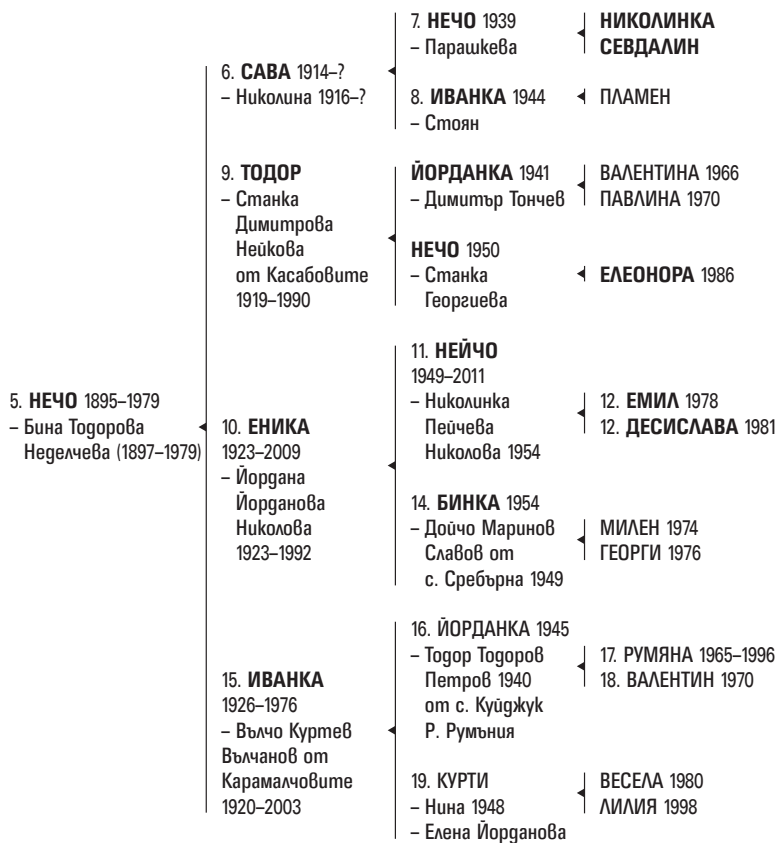 5. НЕЧО 1895–1979
– Бина Тодорова
Неделчева (1897–1979)
6. САВА 1914–?
– Николина 1916–?
7. НЕЧО 1939
– Парашкева
НИКОЛИНКА
СЕВДАЛИН
8. ИВАНКА 1944
– Стоян
ПЛАМЕН
9. ТОДОР
– Станка
Димитрова
Нейкова
от Касабовите
1919–1990
ЙОРДАНКА 1941
– Димитър Тончев
ВАЛЕНТИНА 1966
ПАВЛИНА 1970
НЕЧО 1950
– Станка
Георгиева
ЕЛЕОНОРА 1986
10. ЕНИКА
1923–2009
– Йордана
Йорданова
Николова
1923–1992
11. НЕЙЧО
1949–2011
– Николинка
Пейчева
Николова 1954
12. ЕМИЛ 1978
12. ДЕСИСЛАВА 1981
14. БИНКА 1954
– Дойчо Маринов
Славов от
с. Сребърна 1949
МИЛЕН 1974
ГЕОРГИ 1976
15. ИВАНКА
1926–1976
– Вълчо Куртев
Вълчанов от
Карамалчовите
1920–2003
16. ЙОРДАНКА 1945
– Тодор Тодоров
Петров 1940
от с. Куйджук
Р. Румъния
17. РУМЯНА 1965–1996
18. ВАЛЕНТИН 1970
19. КУРТИ
– Нина 1948
– Елена Йорданова
ВЕСЕЛА 1980
ЛИЛИЯ 1998